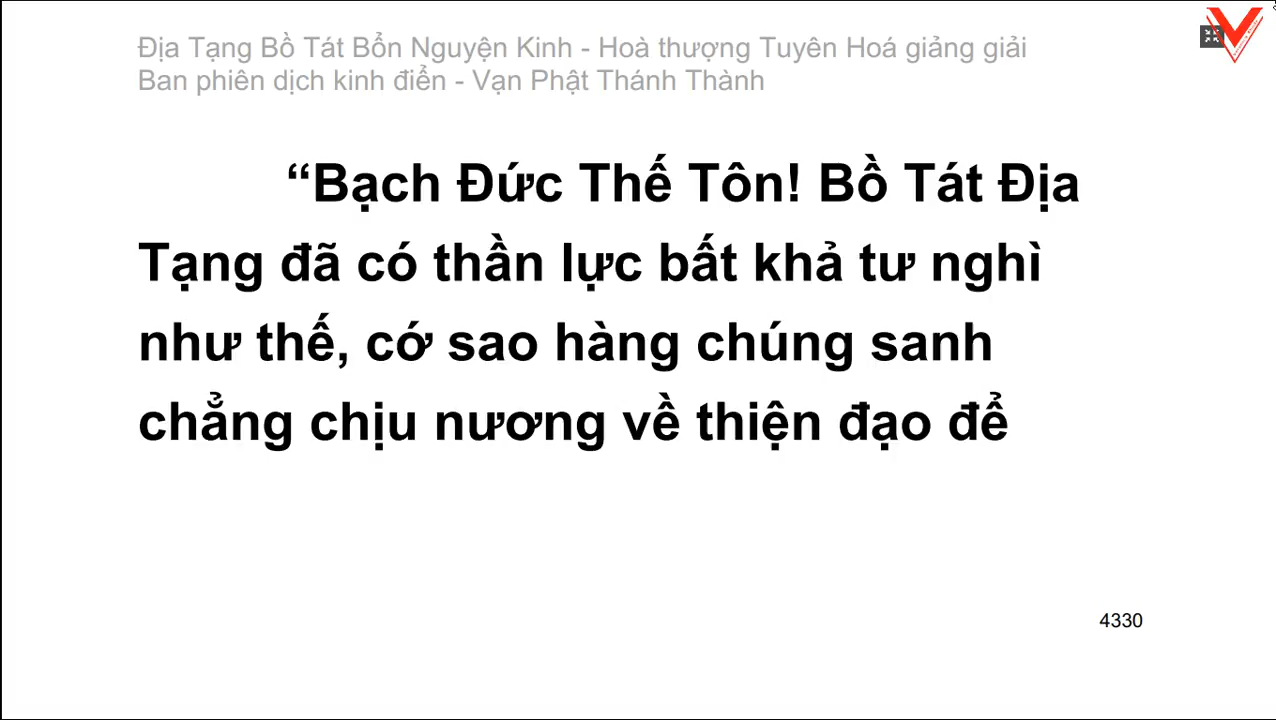 Địa Tạng Bồ Tát Bổn Nguyện Kinh - Hoà thượng Tuyên Hoá giảng giải
Ban phiên dịch kinh điển - Vạn Phật Thánh Thành
“Bạch Đức Thế Tôn! Bồ Tát Địa
Tạng đã có thần lực bất khả tư nghì
như thế, cớ sao hàng chúng sanh
chẳng chịu nương về thiện đạo để
4330